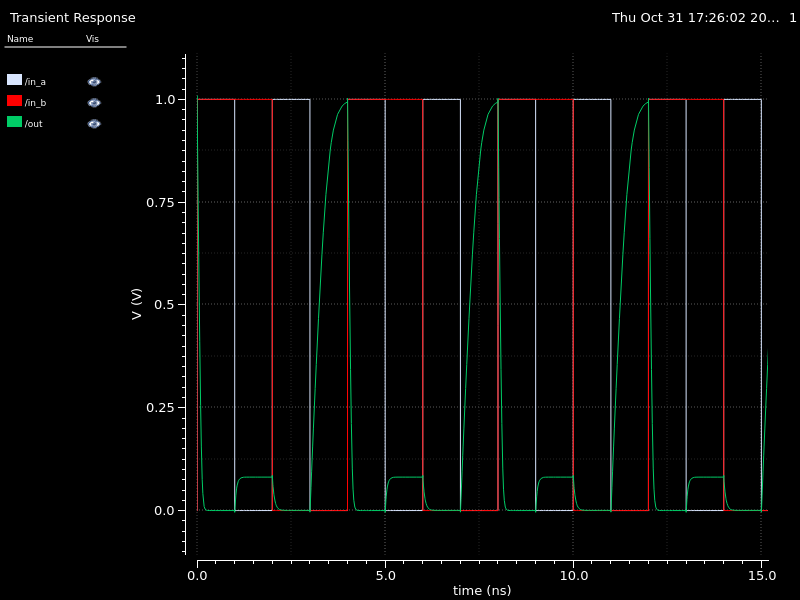 Transient Response
Thu Oct 31 17:26:02 20... 1
Name Vis
/in_a
/in_b
/out
1.0
0.75
0.5
0.25
0.0
V (V)
0.0 5.0 10.0 15.0
time (ns)